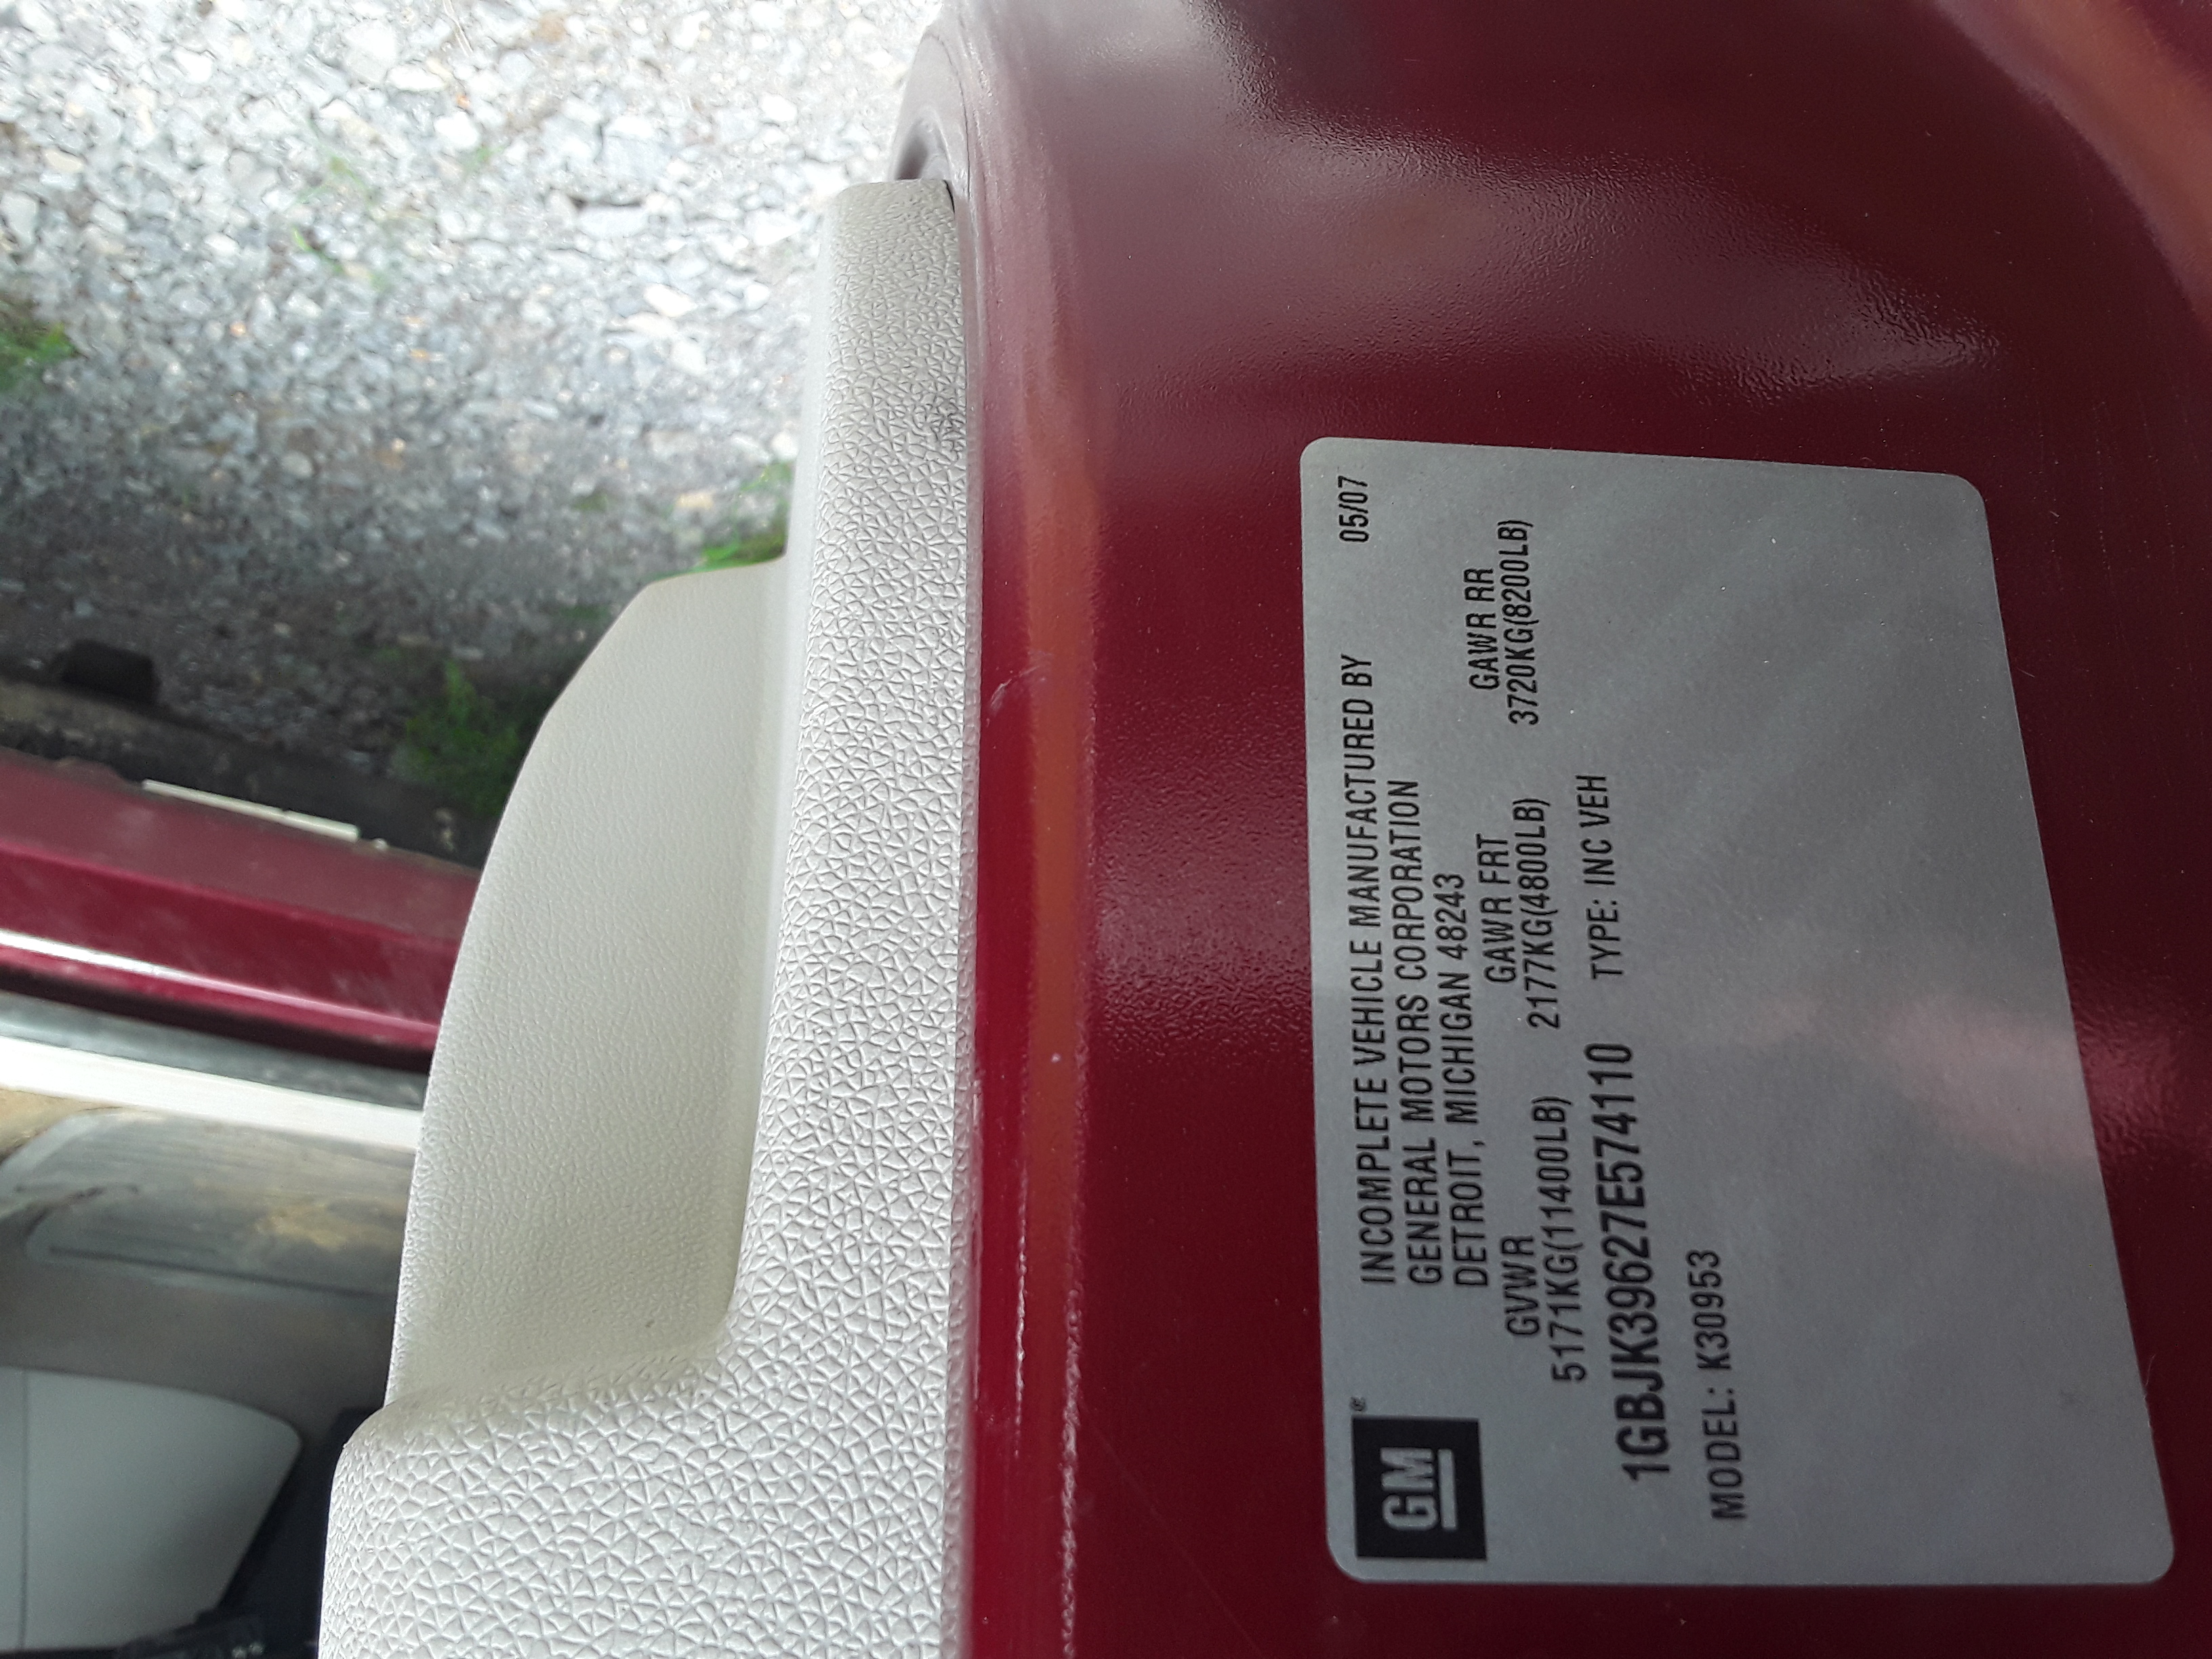 GM®
INCOMPLETE VEHICLE MANUFACTURED BY 05/07
GENERAL MOTORS CORPORATION
DETROIT, MICHIGAN 48243
GVWR GAWR FRT GAWR RR
5171KG(11400LB) 2177KG(4800LB) 3720KG(8200LB)
1GBJK39627E574110 TYPE: INC VEH
MODEL: K30953